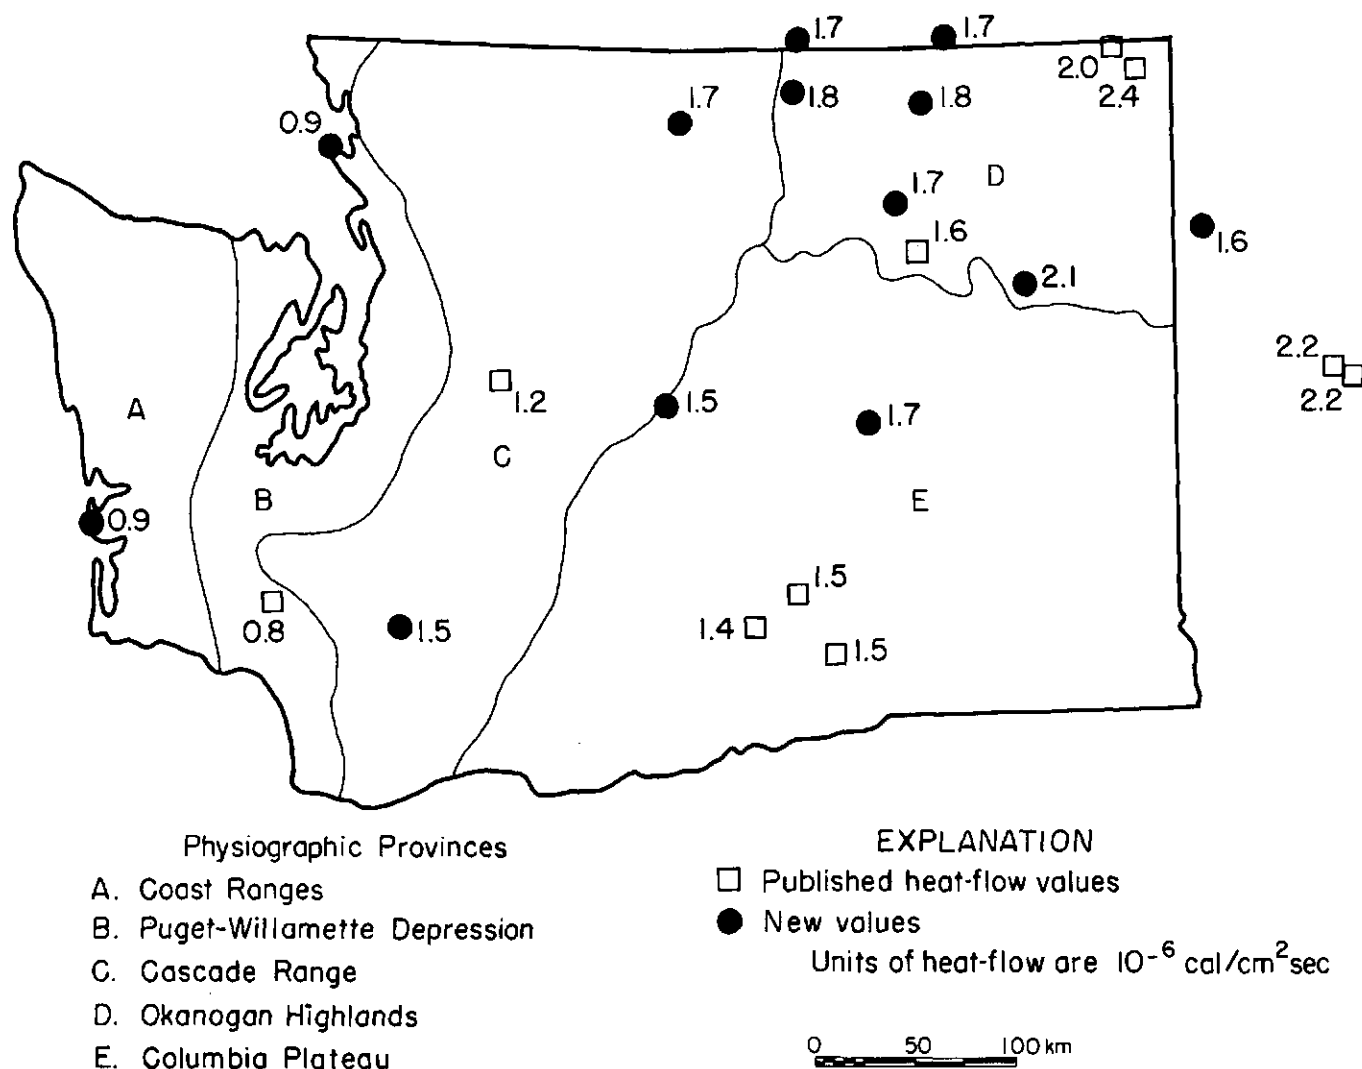 1.7
1.7
2.0
2.4
1.7
1.8
1.8
0.9
1.7
D
1.6
1.6
2.1
2.2
2.2
1.2
1.5
1.7
A
C
B
E
0.9
1.5
0.8
1.5
1.4
1.5
Physiographic Provinces
A. Coast Ranges
B. Puget-Willamette Depression
C. Cascade Range
D. Okanogan Highlands
E. Columbia Plateau
EXPLANATION
Published heat-flow values
New values
Units of heat-flow are 10⁻⁶ cal/cm² sec
0 50 100 km